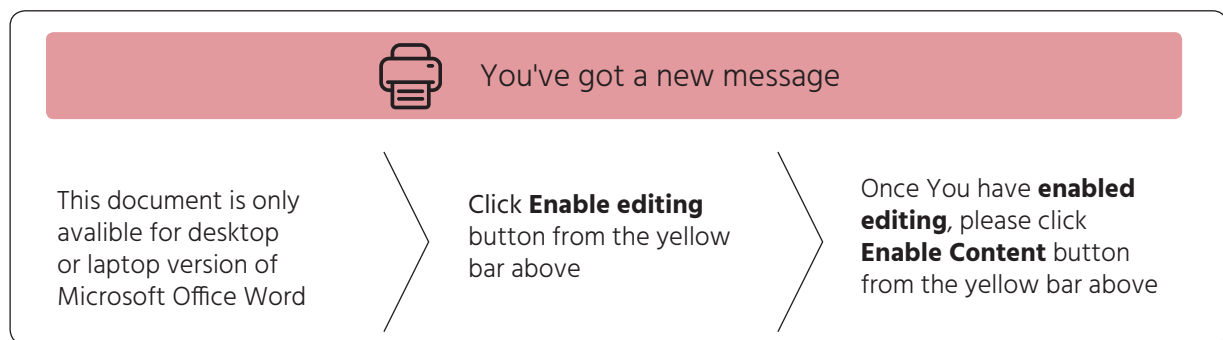 You've got a new message
This document is only
avalible for desktop
or laptop version of
Microsoft Office Word
Click Enable editing
button from the yellow
bar above
Once You have enabled
editing, please click
Enable Content button
from the yellow bar above